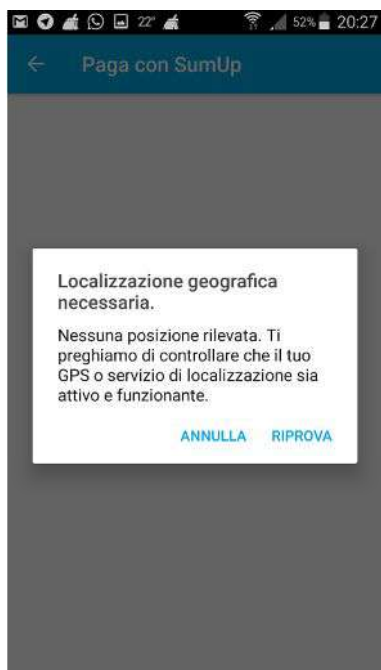 22° 52% 20:27
Paga con SumUp
Localizzazione geografica
necessaria.
Nessuna posizione rilevata. Ti
preghiamo di controllare che il tuo
GPS o servizio di localizzazione sia
attivo e funzionante.
ANNULLA RIPROVA